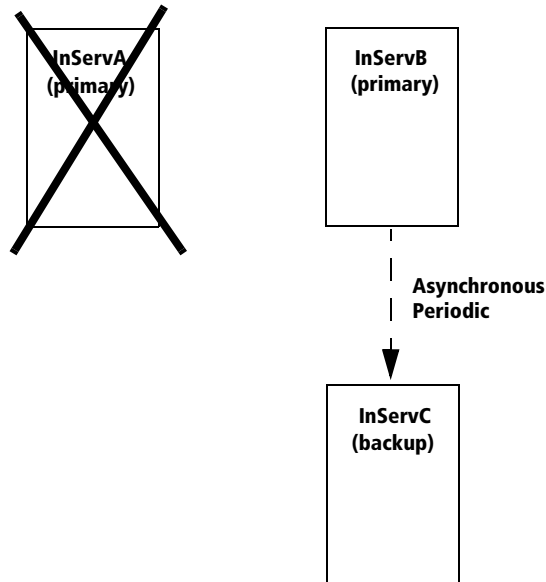 InServA
(primary)
InServB
(primary)
Asynchronous
Periodic
InServC
(backup)